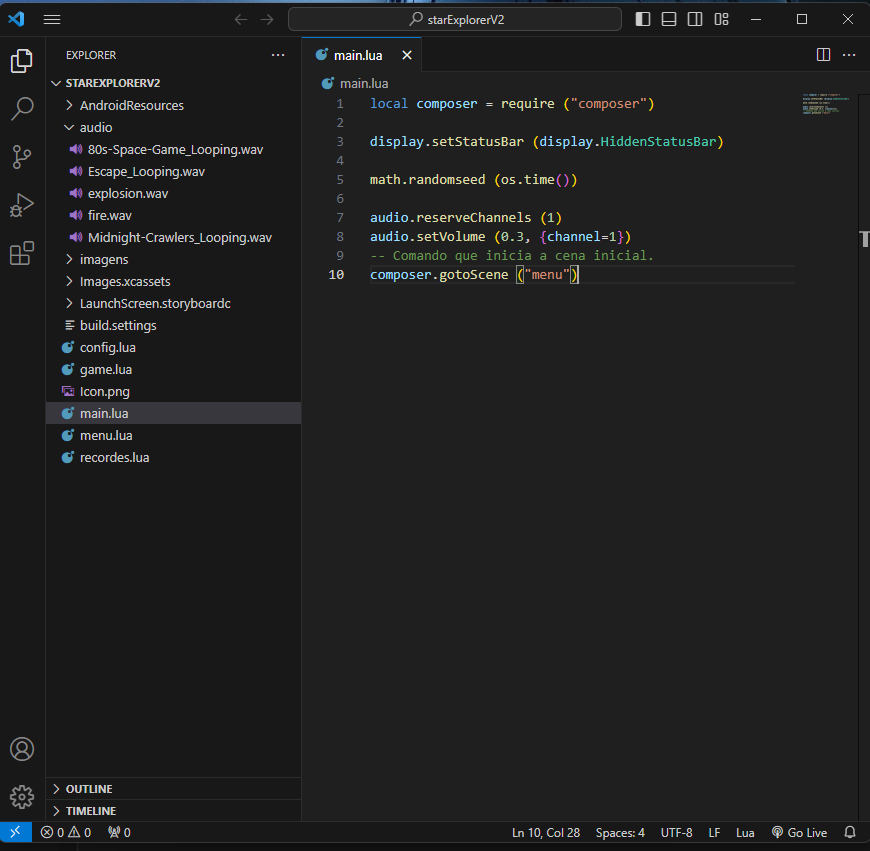 starExplorerV2
EXPLORER
STAREXPLORERV2
AndroidResources
audio
80s-Space-Game_Looping.wav
Escape_Looping.wav
explosion.wav
fire.wav
Midnight-Crawlers_Looping.wav
imagens
Images.xcassets
LaunchScreen.storyboardc
build.settings
config.lua
game.lua
Icon.png
main.lua
menu.lua
recordes.lua
OUTLINE
TIMELINE
main.lua
main.lua
1 local composer = require ("composer")
2
3 display.setStatusBar (display.HiddenStatusBar)
4
5 math.randomseed (os.time())
6
7 audio.reserveChannels (1)
8 audio.setVolume (0.3, {channel=1})
9 -- Comando que inicia a cena inicial.
10 composer.gotoScene ("menu")
0 0 0 Ln 10, Col 28 Spaces: 4 UTF-8 LF Lua Go Live